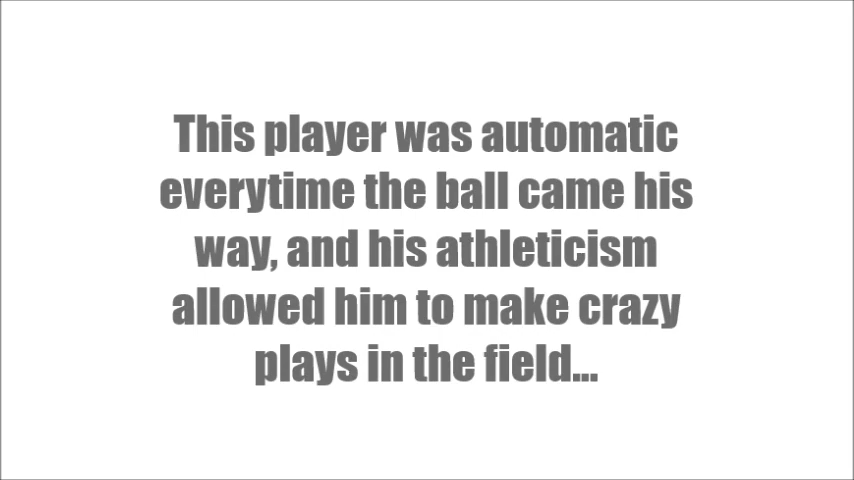 This player was automatic
everytime the ball came his
way, and his athleticism
allowed him to make crazy
plays in the field...